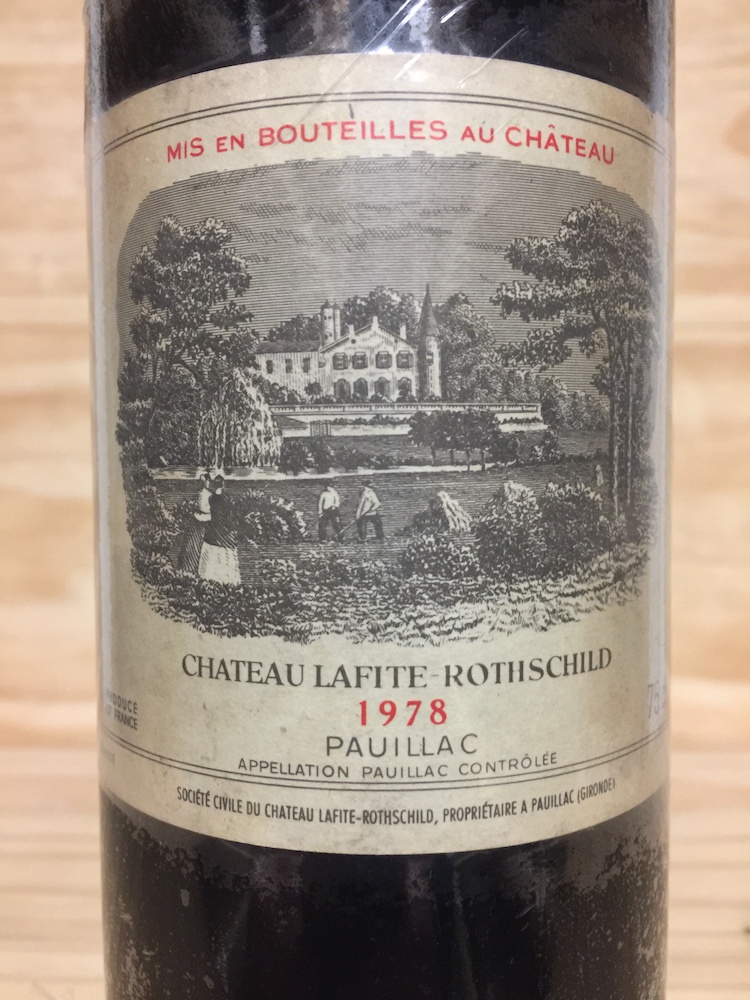 MIS EN BOUTEILLES AU CHÂTEAU
CHATEAU LAFITE-ROTHSCHILD
1978
PAUILLAC
APPELLATION PAUILLAC CONTRÔLÉE
SOCIÉTÉ CIVILE DU CHATEAU LAFITE-ROTHSCHILD, PROPRIÉTAIRE A PAUILLAC (GIRONDE)
FRANCE